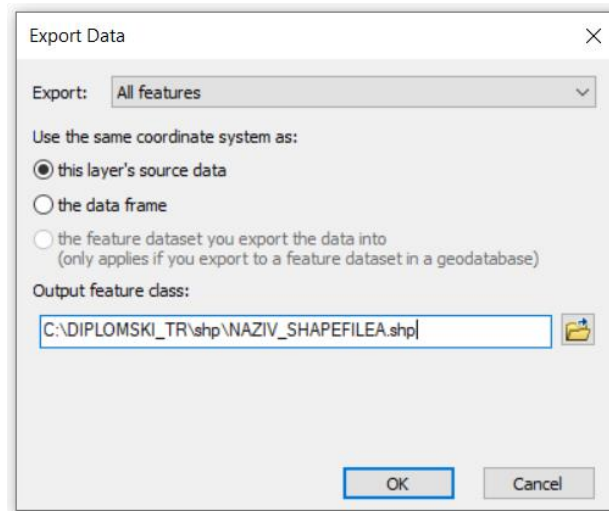 Export Data
Export: All features
Use the same coordinate system as:
this layer's source data
the data frame
the feature dataset you export the data into
(only applies if you export to a feature dataset in a geodatabase)
Output feature class:
C:\DIPLOMSKI_TR\shp\NAZIV_SHAPEFILEA.shp
OK Cancel